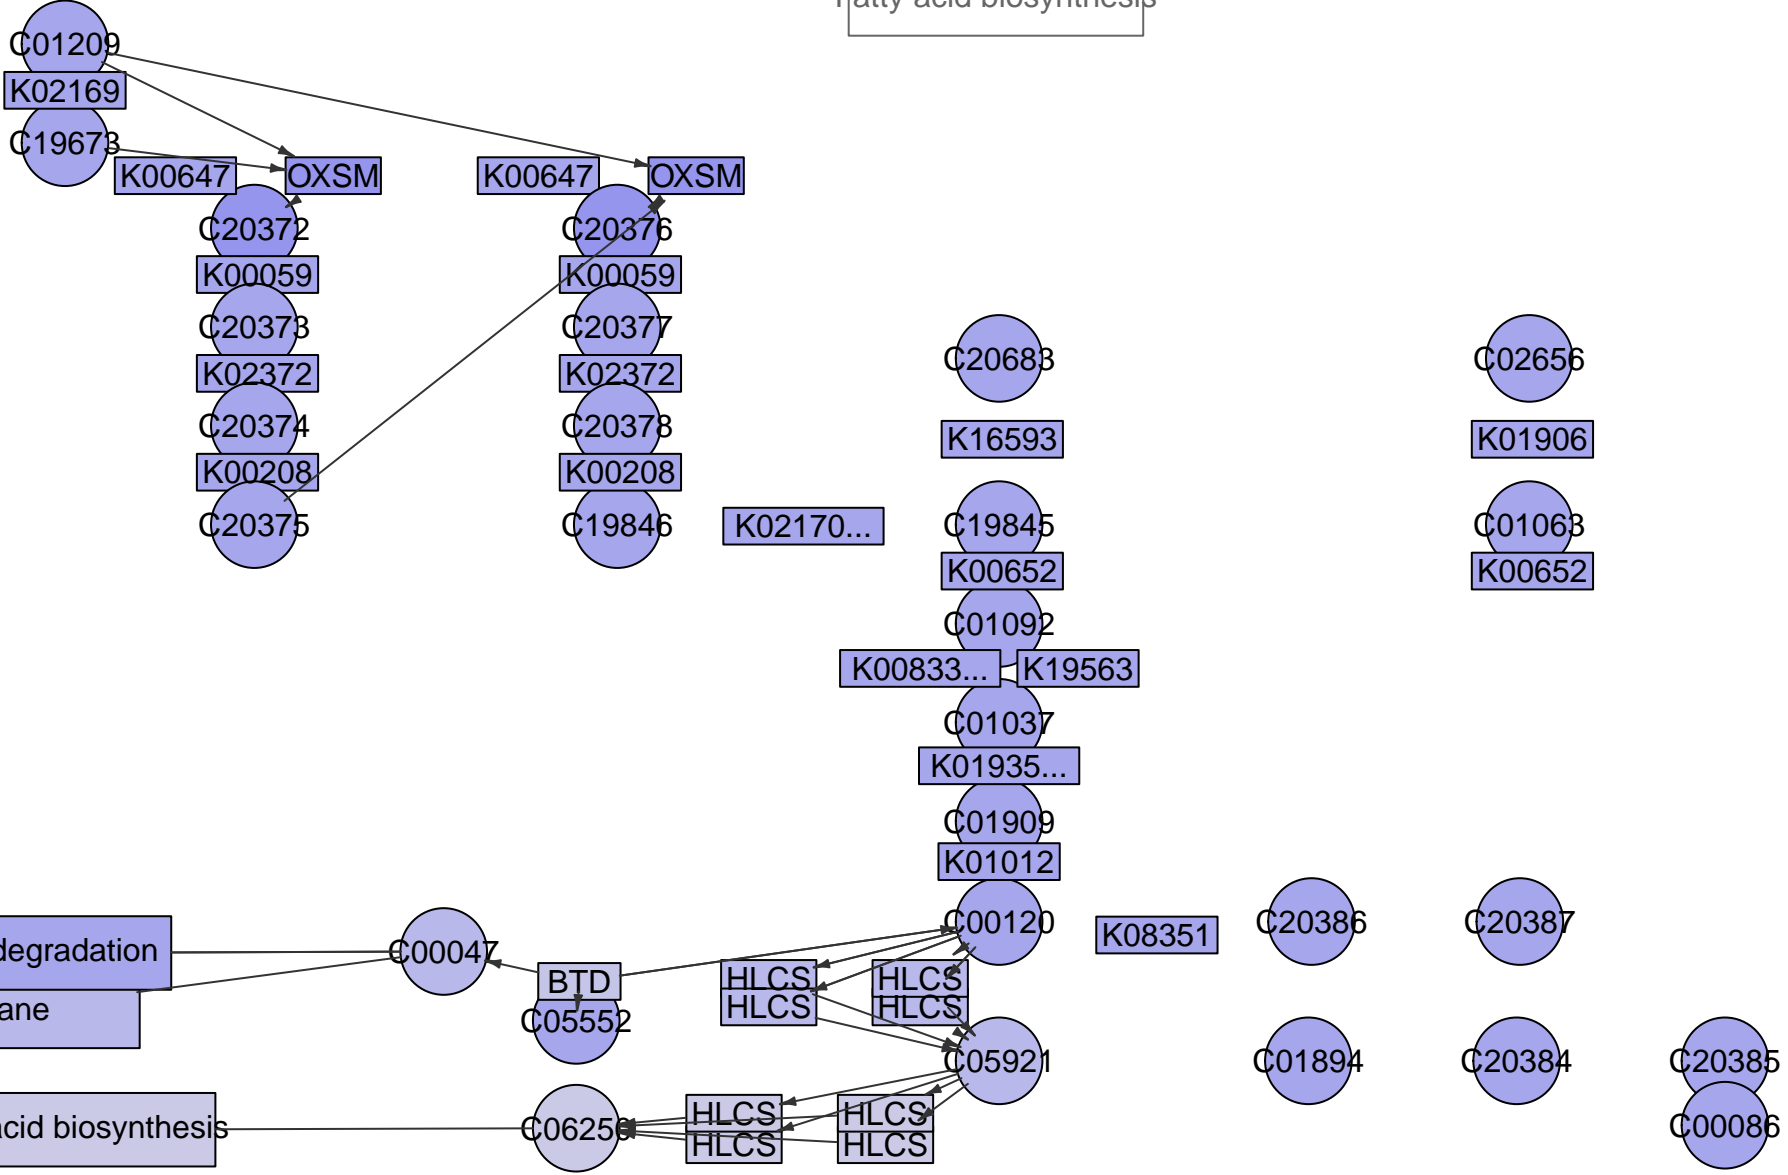 Fatty acid biosynthesis
C01209
K02169
C19673
K00647
OXSM
K00647
OXSM
C20372
C20376
K00059
K00059
C20373
C20377
C20683
C02656
K02372
K02372
C20374
C20378
K16593
K01906
K00208
K00208
C20375
C19846
K02170...
C19845
C01063
K00652
K00652
C01092
K00833...
K19563
C01037
K01935...
C01909
K01012
degradation
C00047
C00120
K08351
C20386
C20387
BTD
HLCS
HLCS
ane
HLCS
HLCS
C05552
C05921
C01894
C20384
C20385
acid biosynthesis
C06250
HLCS
HLCS
C00086
HLCS
HLCS